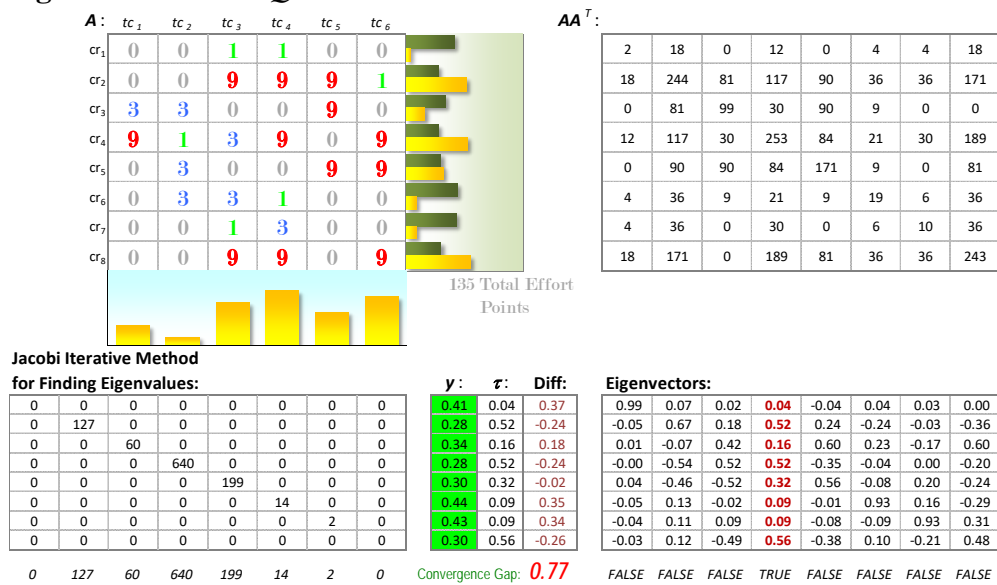 A : tc 1 tc 2 tc 3 tc 4 tc 5 tc 6 AA T :
cr1 0 0 1 1 0 0 2 18 0 12 0 4 4 18
cr2 0 0 9 9 9 1 18 244 81 117 90 36 36 171
cr3 3 3 0 0 9 0 0 81 99 30 90 9 0 0
cr4 9 1 3 9 0 9 12 117 30 253 84 21 30 189
cr5 0 3 0 0 9 9 0 90 90 84 171 9 0 81
cr6 0 3 3 1 0 0 4 36 9 21 9 19 6 36
cr7 0 0 1 3 0 0 4 36 0 30 0 6 10 36
cr8 0 0 9 9 0 9 18 171 0 189 81 36 36 243
135 Total Effort
Points
Jacobi Iterative Method
for Finding Eigenvalues: y : τ : Diff: Eigenvectors:
0 0 0 0 0 0 0 0 0.41 0.04 0.37 0.99 0.07 0.02 0.04 -0.04 0.04 0.03 0.00
0 127 0 0 0 0 0 0 0.28 0.52 -0.24 -0.05 0.67 0.18 0.52 0.24 -0.24 -0.03 -0.36
0 0 60 0 0 0 0 0 0.34 0.16 0.18 0.01 -0.07 0.42 0.16 0.60 0.23 -0.17 0.60
0 0 0 640 0 0 0 0 0.28 0.52 -0.24 -0.00 -0.54 0.52 0.52 -0.35 -0.04 0.00 -0.20
0 0 0 0 199 0 0 0 0.30 0.32 -0.02 0.04 -0.46 -0.52 0.32 0.56 -0.08 0.20 -0.24
0 0 0 0 0 14 0 0 0.44 0.09 0.35 -0.05 0.13 -0.02 0.09 -0.01 0.93 0.16 -0.29
0 0 0 0 0 0 2 0 0.43 0.09 0.34 -0.04 0.11 0.09 0.09 -0.08 -0.09 0.93 0.31
0 0 0 0 0 0 0 0 0.30 0.56 -0.26 -0.03 0.12 -0.49 0.56 -0.38 0.10 -0.21 0.48
0 127 60 640 199 14 2 0 Convergence Gap: 0.77 FALSE FALSE FALSE TRUE FALSE FALSE FALSE FALSE